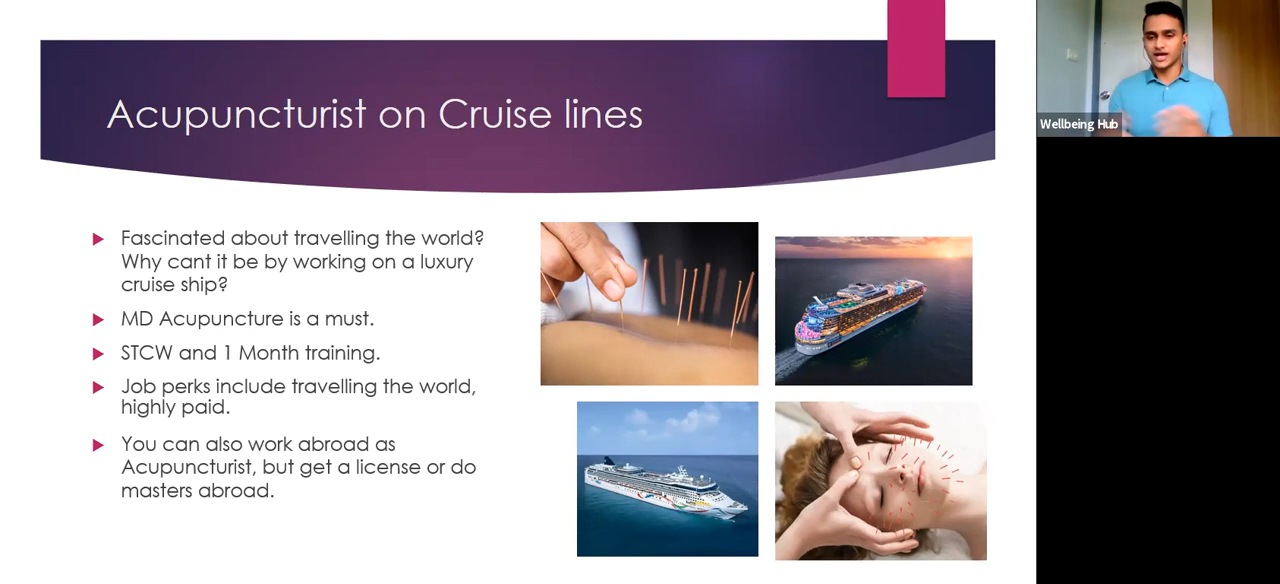 Acupuncturist on Cruise lines
Wellbeing Hub
Fascinated about travelling the world?
Why cant it be by working on a luxury
cruise ship?
MD Acupuncture is a must.
STCW and 1 Month training.
Job perks include travelling the world,
highly paid.
You can also work abroad as
Acupuncturist, but get a license or do
masters abroad.